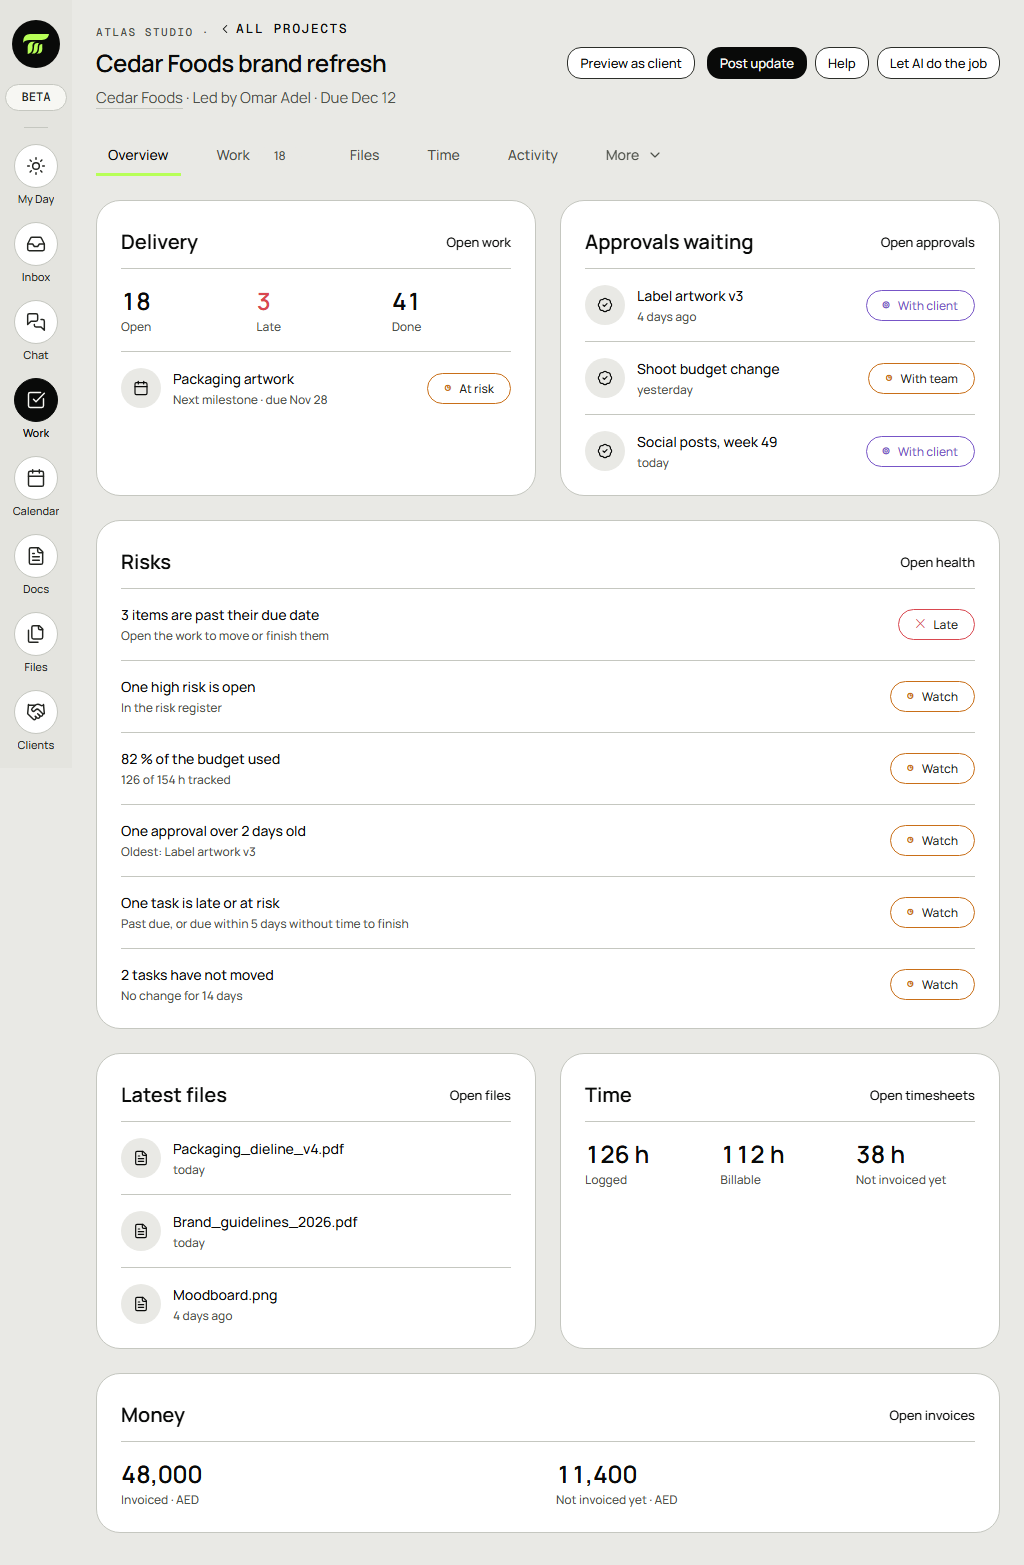 ATLAS STUDIO · < ALL PROJECTS
Cedar Foods brand refresh
Cedar Foods · Led by Omar Adel · Due Dec 12
Preview as client
Post update
Help
Let AI do the job
BETA
My Day
Inbox
Chat
Work
Calendar
Docs
Files
Clients
Overview
Work 18
Files
Time
Activity
More
Delivery
Open work
18
Open
3
Late
41
Done
Packaging artwork
Next milestone · due Nov 28
At risk
Approvals waiting
Open approvals
Label artwork v3
4 days ago
With client
Shoot budget change
yesterday
With team
Social posts, week 49
today
With client
Risks
Open health
3 items are past their due date
Open the work to move or finish them
Late
One high risk is open
In the risk register
Watch
82 % of the budget used
126 of 154 h tracked
Watch
One approval over 2 days old
Oldest: Label artwork v3
Watch
One task is late or at risk
Past due, or due within 5 days without time to finish
Watch
2 tasks have not moved
No change for 14 days
Watch
Latest files
Open files
Packaging_dieline_v4.pdf
today
Brand_guidelines_2026.pdf
today
Moodboard.png
4 days ago
Time
Open timesheets
126 h
Logged
112 h
Billable
38 h
Not invoiced yet
Money
Open invoices
48,000
Invoiced · AED
11,400
Not invoiced yet · AED